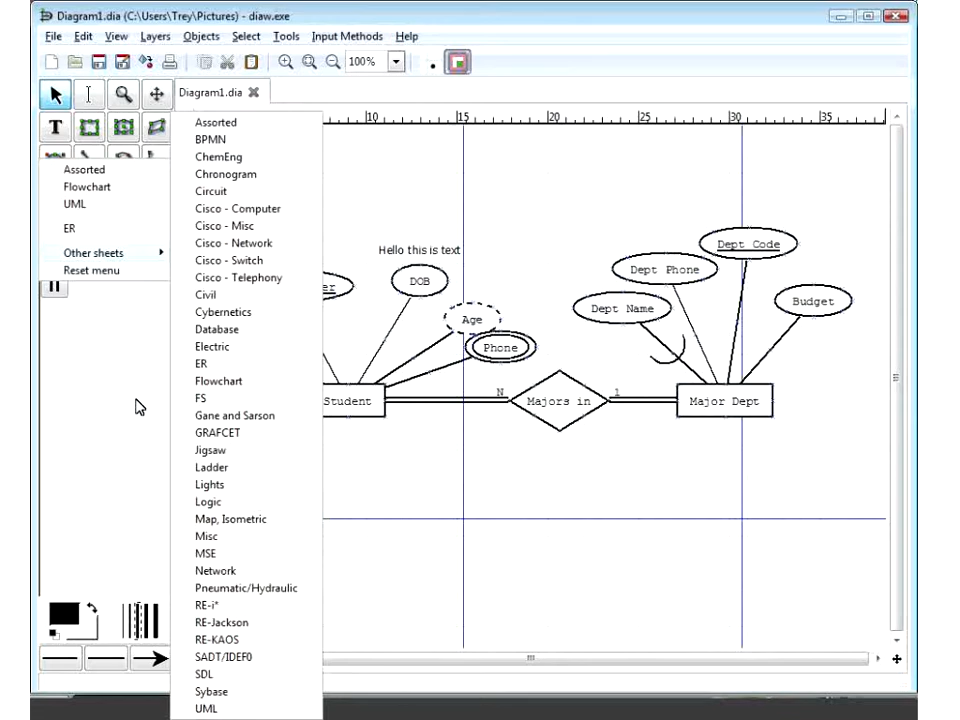 Diagram1.dia (C:\Users\Trey\Pictures) - diaw.exe
File Edit View Layers Objects Select Tools Input Methods Help
100%
Diagram1.dia
10 15 20 25 30 35
T
Assorted
Flowchart
UML
ER
Other sheets
Reset menu
Assorted
BPMN
ChemEng
Chronogram
Circuit
Cisco - Computer
Cisco - Misc
Cisco - Network
Cisco - Switch
Cisco - Telephony
Civil
Cybernetics
Database
Electric
ER
Flowchart
FS
Gane and Sarson
GRAFCET
Jigsaw
Ladder
Lights
Logic
Map, Isometric
Misc
MSE
Network
Pneumatic/Hydraulic
RE-i*
RE-Jackson
RE-KAOS
SADT/IDEF0
SDL
Sybase
UML
Hello this is text
er
DOB
Age
Phone
Student
N
Majors in
1
Major Dept
Dept Name
Dept Phone
Dept Code
Budget